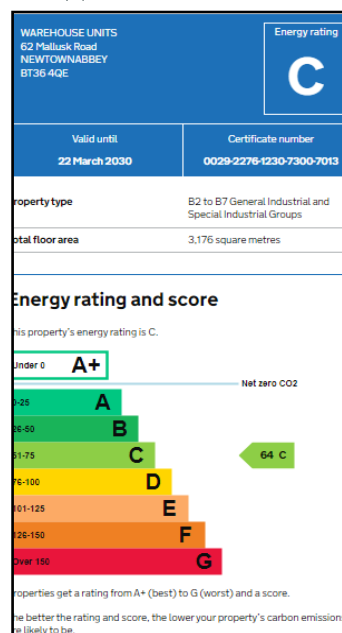 WAREHOUSE UNITS
62 Mallusk Road
NEWTOWNABBEY
BT36 4QE
Energy rating
C
Valid until
22 March 2030
Certificate number
0029-2276-1230-7300-7013
roperty type
B2 to B7 General Industrial and
Special Industrial Groups
otal floor area
3,176 square metres
Energy rating and score
his property's energy rating is C.
Under 0 A+
Net zero CO2
0-25 A
26-50 B
51-75 C
64 C
76-100 D
101-125 E
126-150 F
Over 150 G
roperties get a rating from A+ (best) to G (worst) and a score.
he better the rating and score, the lower your property's carbon emissions
re likely to be.